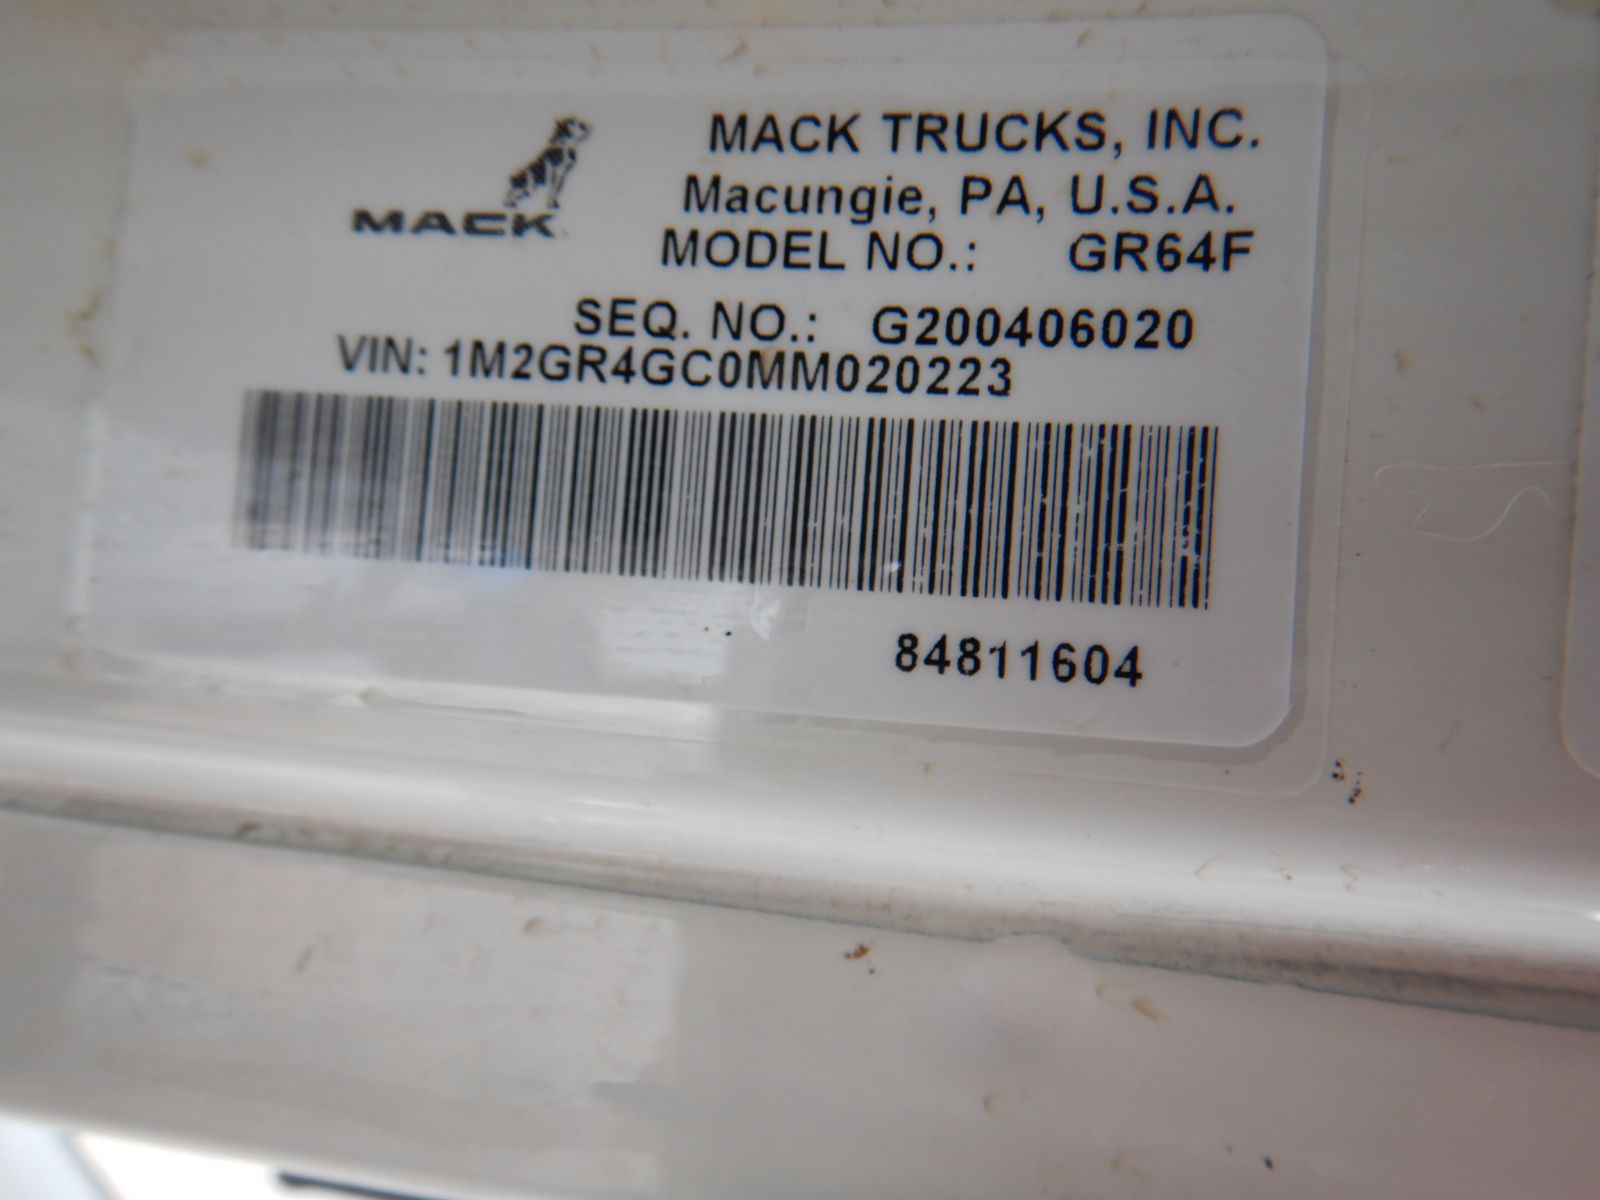 MACK
MACK TRUCKS, INC.
Macungie, PA, U.S.A.
MODEL NO.: GR64F
SEQ. NO.: G200406020
VIN: 1M2GR4GC0MM020223
84811604